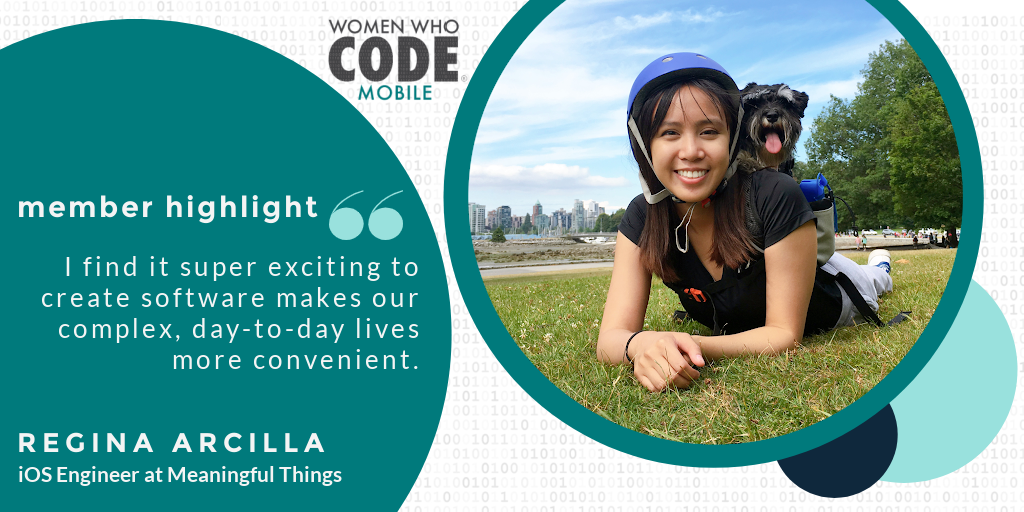 WOMEN WHO
CODE®
MOBILE
member highlight
I find it super exciting to
create software makes our
complex, day-to-day lives
more convenient.
REGINA ARCILLA
iOS Engineer at Meaningful Things